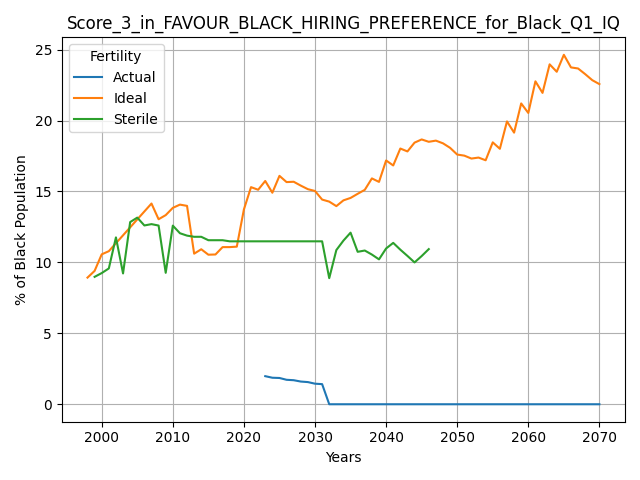 Score_3_in_FAVOUR_BLACK_HIRING_PREFERENCE_for_Black_Q1_IQ
Fertility
Actual
Ideal
Sterile
% of Black Population
25
20
15
10
5
0
2000 2010 2020 2030 2040 2050 2060 2070
Years